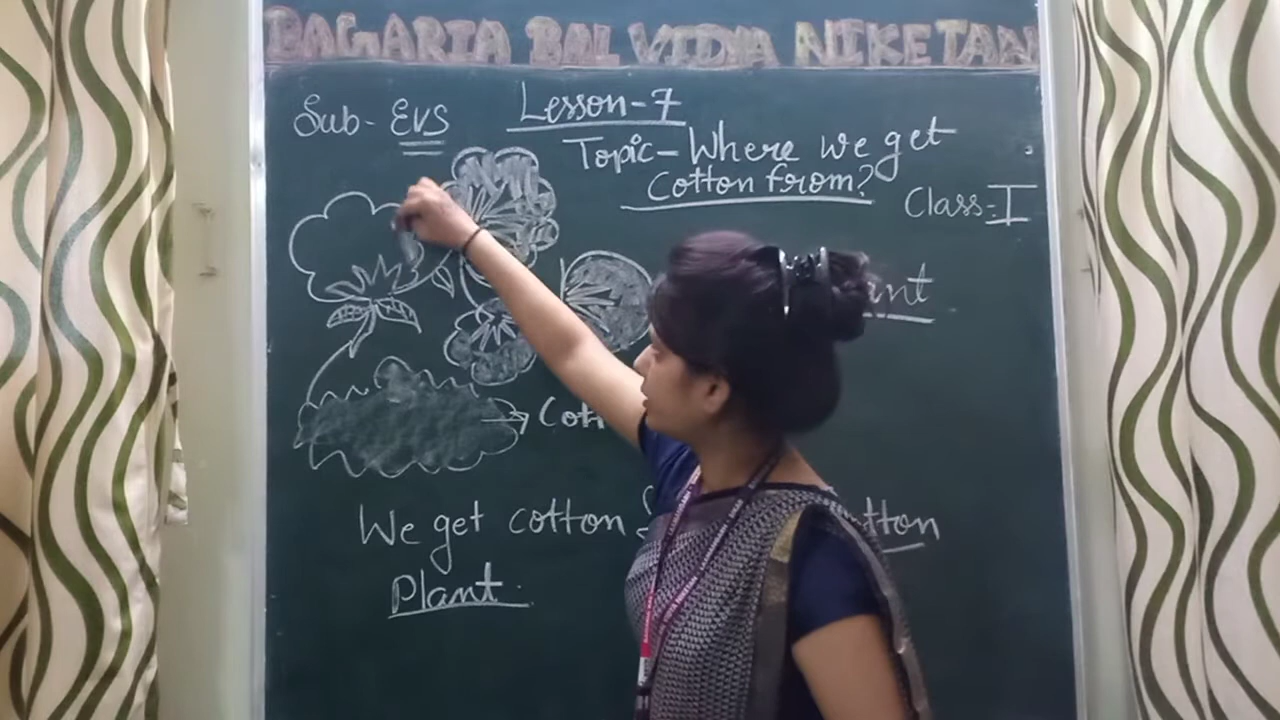 BAGARIA BAL VIDYA NIKETAN
Sub- EVS
Lesson-7
Topic- Where we get
Cotton from?
Class-I
We get cotton
Plant.